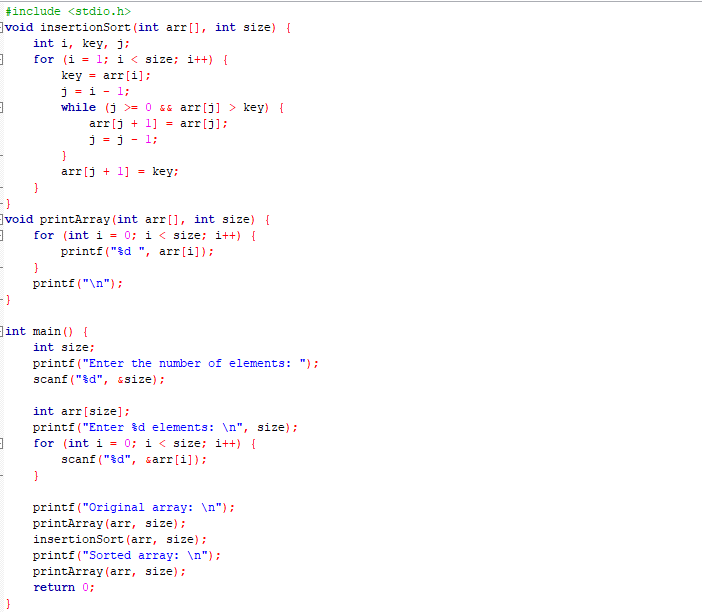 #include <stdio.h>
void insertionSort(int arr[], int size) {
    int i, key, j;
    for (i = 1; i < size; i++) {
        key = arr[i];
        j = i - 1;
        while (j >= 0 && arr[j] > key) {
            arr[j + 1] = arr[j];
            j = j - 1;
        }
        arr[j + 1] = key;
    }
}
void printArray(int arr[], int size) {
    for (int i = 0; i < size; i++) {
        printf("%d ", arr[i]);
    }
    printf("\n");
}

int main() {
    int size;
    printf("Enter the number of elements: ");
    scanf("%d", &size);

    int arr[size];
    printf("Enter %d elements: \n", size);
    for (int i = 0; i < size; i++) {
        scanf("%d", &arr[i]);
    }

    printf("Original array: \n");
    printArray(arr, size);
    insertionSort(arr, size);
    printf("Sorted array: \n");
    printArray(arr, size);
    return 0;
}